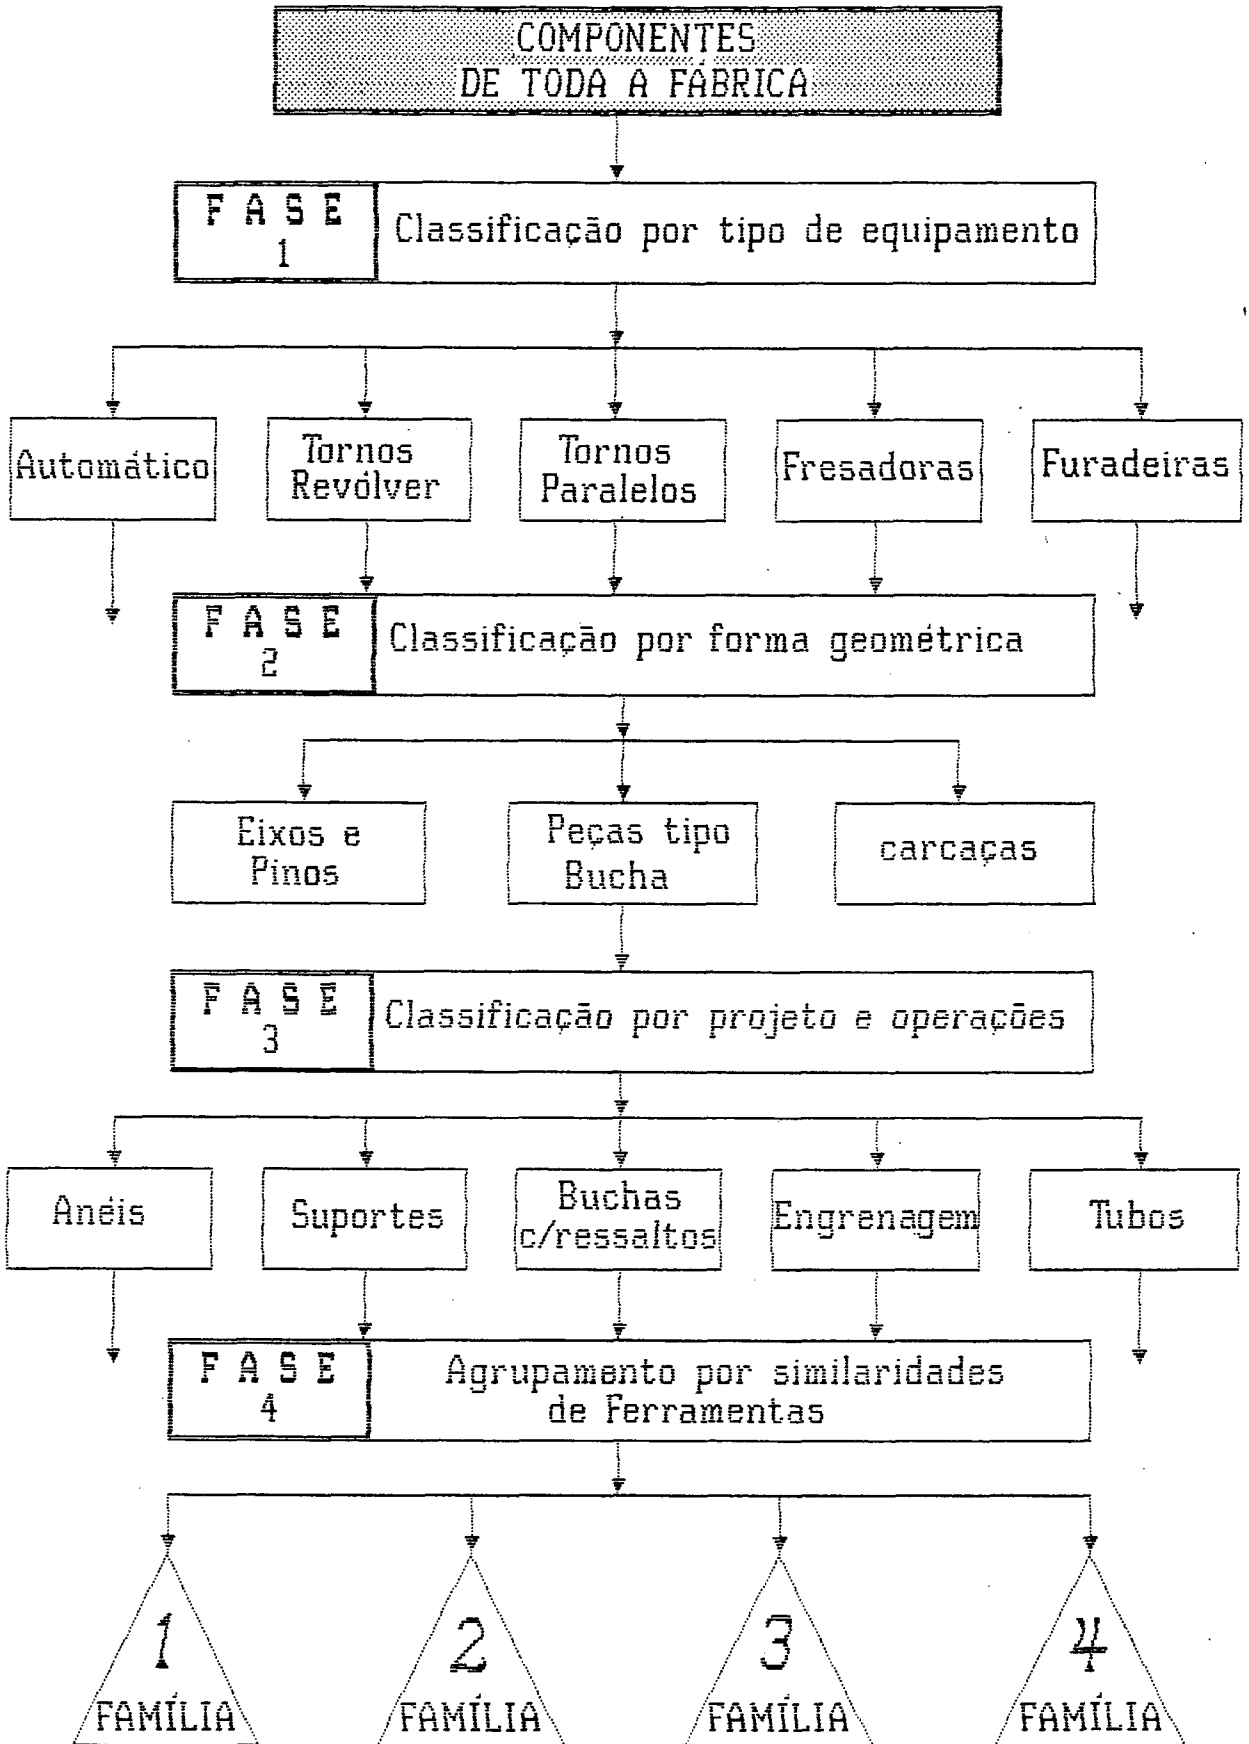 COMPONENTES
DE TODA A FÁBRICA
F A S E
1
Classificação por tipo de equipamento
Automático
Tornos
Revólver
Tornos
Paralelos
Fresadoras
Furadeiras
F A S E
2
Classificação por forma geométrica
Eixos e
Pinos
Peças tipo
Bucha
carcaças
F A S E
3
Classificação por projeto e operações
Anéis
Suportes
Buchas
c/ressaltos
Engrenagem
Tubos
F A S E
4
Agrupamento por similaridades
de Ferramentas
1
FAMÍLIA
2
FAMÍLIA
3
FAMÍLIA
4
FAMÍLIA